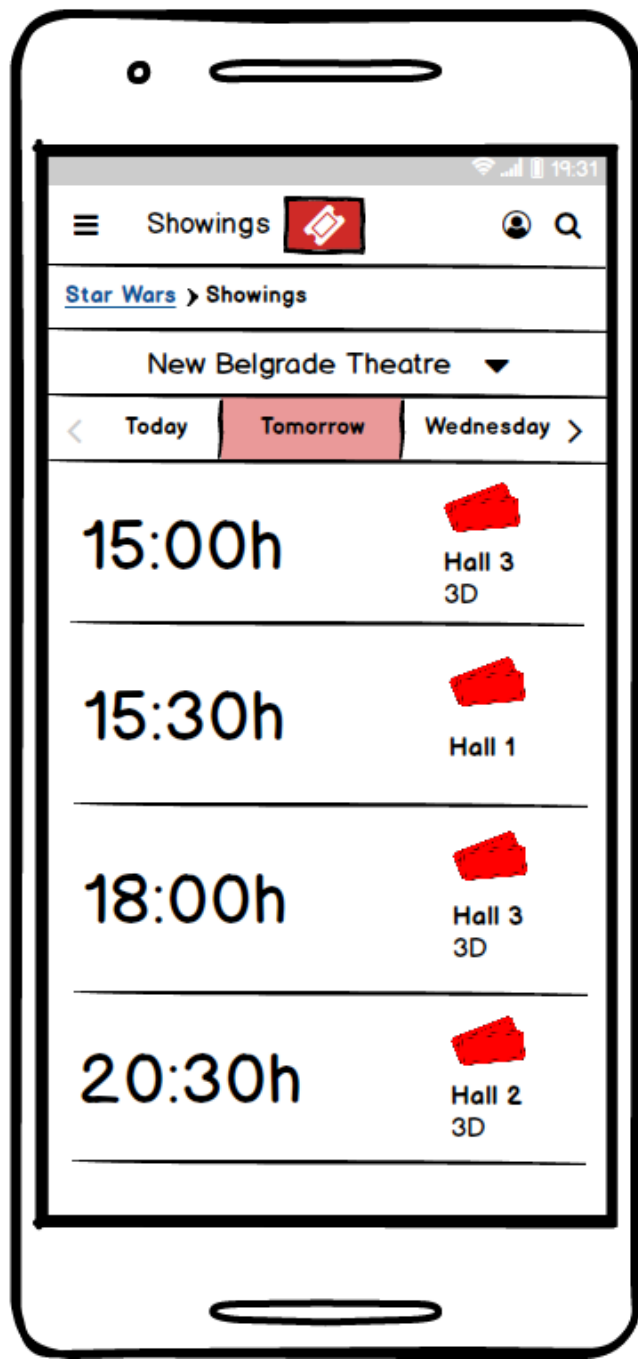 19:31
Showings
Star Wars > Showings
New Belgrade Theatre
Today Tomorrow Wednesday
15:00h
Hall 3
3D
15:30h
Hall 1
18:00h
Hall 3
3D
20:30h
Hall 2
3D